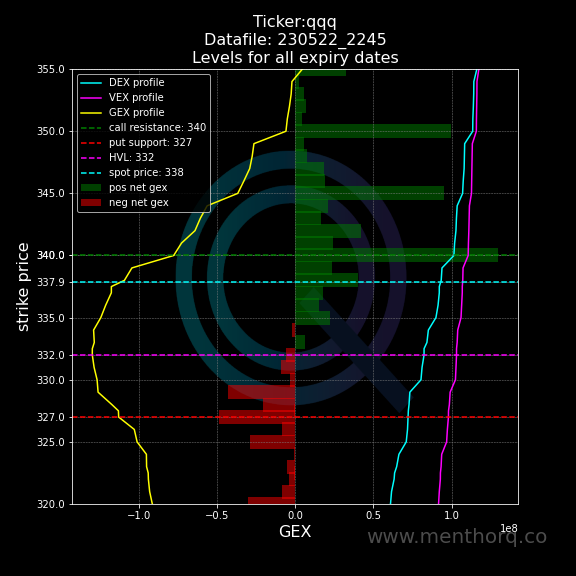 Ticker:qqq
Datafile: 230522_2245
Levels for all expiry dates
DEX profile
VEX profile
GEX profile
call resistance: 340
put support: 327
HVL: 332
spot price: 338
pos net gex
neg net gex
strike price
355.0
350.0
345.0
340.0
337.9
335.0
332.0
330.0
327.0
325.0
320.0
−1.0 −0.5 0.0 0.5 1.0
1e8
GEX
www.menthorq.co